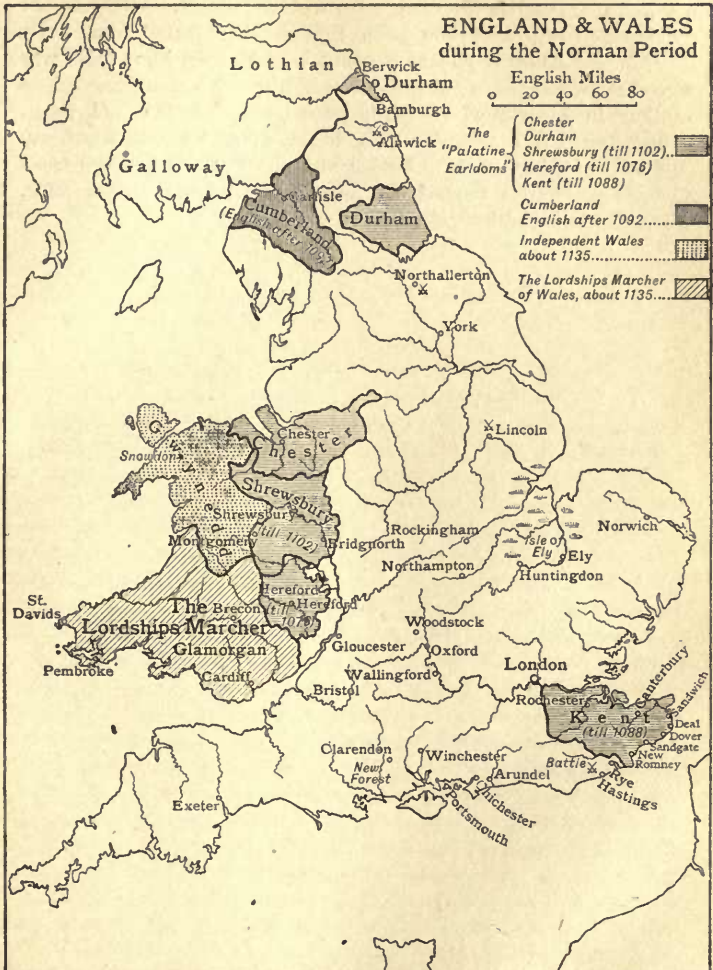 ENGLAND & WALES
during the Norman Period
English Miles
0 20 40 60 80
The
"Palatine
Earldoms"
Chester
Durham
Shrewsbury (till 1102)...
Hereford (till 1076)
Kent (till 1088)
Cumberland
English after 1092......
Independent Wales
about 1135..............
The Lordships Marcher
of Wales, about 1135....
Lothian
Berwick
Durham
Bamburgh
Alnwick
Galloway
Carlisle
Cumberland
(English after 1092)
Durham
Northallerton
York
Gwynedd
Snowdon
Chester
Chester
Lincoln
Shrewsbury
Shrewsbury
(till 1102)
Montgomery
Bridgnorth
Rockingham
Northampton
Isle of
Ely
Ely
Huntingdon
Norwich
Hereford
Hereford
(till
1076)
St.
Davids
The
Lordships Marcher
Brecon
Glamorgan
Pembroke
Cardiff
Gloucester
Woodstock
Oxford
Wallingford
Bristol
London
Rochester
Canterbury
Sandwich
Kent
(till 1088)
Deal
Dover
Sandgate
New
Romney
Clarendon
New
Forest
Winchester
Arundel
Battle
Rye
Hastings
Chichester
Portsmouth
Exeter